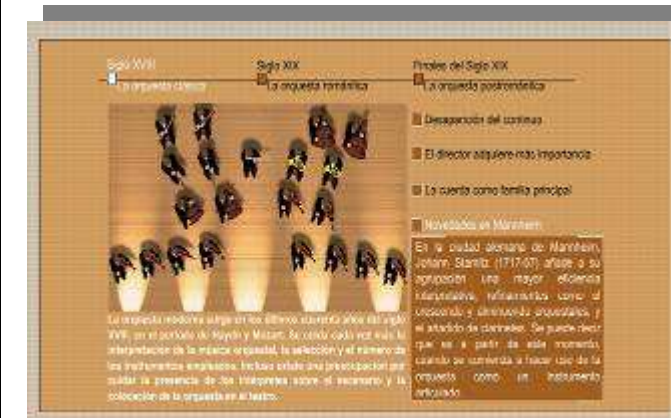 Siglo XVIII
Siglo XIX
Finales del Siglo XIX
La orquesta clásica
La orquesta romántica
La orquesta postromántica
Desaparición del continuo
El director adquiere más importancia
La cuerda como familia principal
Novedades en Mannheim
En la ciudad alemana de Mannheim,
Johann Stamitz (1717-57) añade a su
agrupación una mayor eficiencia
interpretativa, refinamientos como el
crescendo y diminuendo orquestales, y
el añadido de clarinetes. Se puede decir
que es a partir de este momento,
cuando se comienza a hacer uso de la
orquesta como un instrumento
articulado.
La orquesta moderna surge en los últimos cuarenta años del siglo
XVIII, en el período de Haydn y Mozart. Se cuida cada vez más la
interpretación de la música orquestal, la selección y el número de
los instrumentos empleados. Incluso existe una preocupación por
cuidar la presencia de los intérpretes sobre el escenario y la
colocación de la orquesta en el teatro.